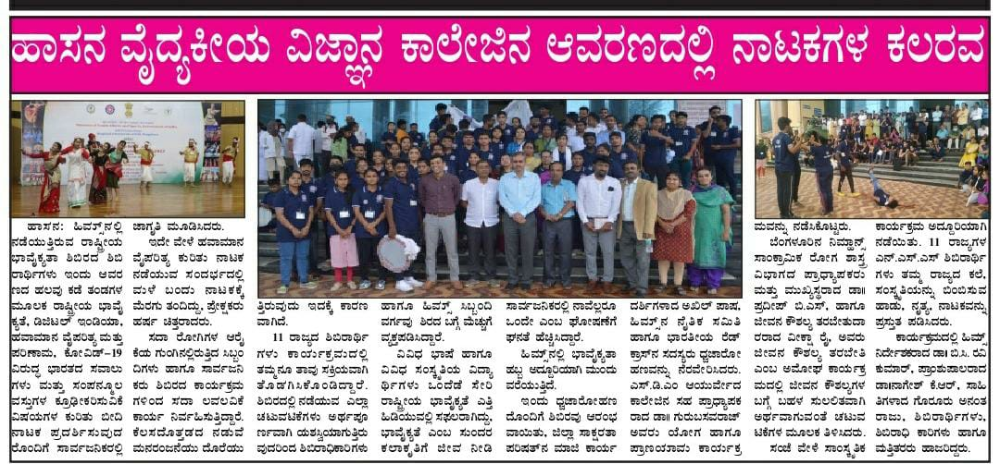 ಹಾಸನ ವೈದ್ಯಕೀಯ ವಿಜ್ಞಾನ ಕಾಲೇಜಿನ ಆವರಣದಲ್ಲಿ ನಾಟಕಗಳ ಕಲರವ
ಹಾಸನ: ಹಿಮ್ಸ್‌ನಲ್ಲಿ
ನಡೆಯುತ್ತಿರುವ ರಾಷ್ಟ್ರೀಯ
ಭಾವೈಕ್ಯತಾ ಶಿಬಿರದ ಶಿಬಿ
ರಾರ್ಥಿಗಳು ಇಂದು ಆವರ
ಣದ ಹಲವು ಕಡೆ ತಂಡಗಳ
ಮೂಲಕ ರಾಷ್ಟ್ರೀಯ ಭಾವೈ
ಕ್ಯತೆ, ಡಿಜಿಟಲ್ ಇಂಡಿಯಾ,
ಹವಾಮಾನ ವೈಪರಿತ್ಯ ಮತ್ತು
ಪರಿಣಾಮ, ಕೋವಿಡ್-19
ವಿರುದ್ಧ ಭಾರತದ ಸವಾಲು
ಗಳು ಮತ್ತು ಸಂಪನ್ಮೂಲ
ವಸ್ತುಗಳ ಕ್ರೂಢೀಕರಿಸುವಿಕೆ
ವಿಷಯಗಳ ಕುರಿತು ಬೀದಿ
ನಾಟಕ ಪ್ರದರ್ಶಿಸುವುದ
ರೊಂದಿಗೆ ಸಾರ್ವಜನಿಕರಲ್ಲಿ
ಜಾಗೃತಿ ಮೂಡಿಸಿದರು.
ಇದೇ ವೇಳೆ ಹವಾಮಾನ
ವೈಪರಿತ್ಯ ಕುರಿತು ನಾಟಕ
ನಡೆಯುವ ಸಂದರ್ಭದಲ್ಲಿ
ಮಳೆ ಬಂದು ನಾಟಕಕ್ಕೆ
ಮೆರಗು ತಂದಿದ್ದು, ಪ್ರೇಕ್ಷಕರು
ಹರ್ಷ ಚಿತ್ತರಾದರು.
ಸದಾ ರೋಗಿಗಳ ಆರೈ
ಕೆಯ ಗುಂಗಿನಲ್ಲಿರುತ್ತಿದ ಸಿಬ್ಬಂ
ದಿಗಳು ಹಾಗೂ ಸಾರ್ವಜನಿ
ಕರು ಶಿಬಿರದ ಕಾರ್ಯಕ್ರಮ
ಗಳಿಂದ ಸದಾ ಲವಲವಿಕೆ
ಕಾರ್ಯ ನಿರ್ವಹಿಸುತ್ತಿದ್ದಾರೆ.
ಕೆಲಸದೊತ್ತಡದ ನಡುವೆ
ಮನರಂಜನೆಯು ದೊರೆಯು
ತ್ತಿರುವುದು ಇದಕ್ಕೆ ಕಾರಣ
ವಾಗಿದೆ.
11 ರಾಜ್ಯದ ಶಿಬಿರಾರ್ಥಿ
ಗಳು ಕಾರ್ಯಕ್ರಮದಲ್ಲಿ
ತಮ್ಮನೂ ತಾವು ಸಕ್ರಿಯವಾಗಿ
ತೊಡಗಿಸಿಕೊಂಡಿದ್ದಾರೆ.
ಶಿಬಿರದಲ್ಲಿ ನಡೆಯುವ ಎಲ್ಲಾ
ಚಟುವಟಿಕೆಗಳು ಅರ್ಥಪೂ
ರ್ಣವಾಗಿ ಯಶಸ್ವಿಯಾಗುತ್ತಿರು
ವುದರಿಂದ ಶಿಬಿರಾಧಿಕಾರಿಗಳು
ಹಾಗೂ ಹಿಮ್ಸ್ ಸಿಬ್ಬಂದಿ
ವರ್ಗವು ಶಿರದ ಬಗ್ಗೆ ಮೆಚ್ಚುಗೆ
ವ್ಯಕ್ತಪಡಿಸಿದ್ದಾರೆ.
ವಿವಿಧ ಭಾಷೆ ಹಾಗೂ
ವಿವಿಧ ಸಂಸ್ಕೃತಿಯ ವಿದ್ಯಾ
ರ್ಥಿಗಳು ಒಂದೆಡೆ ಸೇರಿ
ರಾಷ್ಟ್ರೀಯ ಭಾವೈಕ್ಯತೆ ಎತ್ತಿ
ಹಿಡಿಯುವಲ್ಲಿ ಸಫಲರಾಗಿದ್ದು,
ಭಾವೈಕ್ಯತೆ ಎಂಬ ಸುಂದರ
ಕಲಾಕೃತಿಗೆ ಜೀವ ನೀಡಿ
ಸಾರ್ವಜನಿಕರಲ್ಲಿ ನಾವೆಲ್ಲರೂ
ಒಂದೇ ಎಂಬ ಘೋಷಣೆಗೆ
ಘನತೆ ಹೆಚ್ಚಿಸಿದ್ದಾರೆ.
ಹಿಮ್ಸ್‌ನಲ್ಲಿ ಭಾವೈಕ್ಯತಾ
ಹಬ್ಬ ಅದ್ದೂರಿಯಾಗಿ ಮುಂದು
ವರೆಯುತ್ತಿದೆ.
ಇಂದು ಧ್ವಜಾರೋಹಣ
ದೊಂದಿಗೆ ಶಿಬಿರವು ಆರಂಭ
ವಾಯಿತು, ಜಿಲ್ಲಾ ಸಾಕ್ಷರತಾ
ಪರಿಷತ್‌ನ ಮಾಜಿ ಕಾರ್ಯ
ದರ್ಶಿಗಳಾದ ಅಖಿಲ್ ಪಾಷ,
ಹಿಮ್ಸ್‌ನ ನೈತಿಕ ಸಮಿತಿ
ಹಾಗೂ ಭಾರತೀಯ ರೆಡ್
ಕ್ರಾಸ್‌ನ ಸದಸ್ಯರು ಧ್ವಜಾರೋ
ಹಣವನ್ನು ನೆರವೇರಿಸಿದರು.
ಎಸ್.ಡಿ.ಎಂ ಆಯುರ್ವೇದ
ಕಾಲೇಜಿನ ಸಹ ಪ್ರಾಧ್ಯಾಪಕ
ರಾದ ಡಾ|| ಗುರುಬಸವರಾಜ್
ಅವರು ಯೋಗ ಹಾಗೂ
ಪ್ರಾಣಯಾಮ ಕಾರ್ಯಕ್ರ
ಮವನ್ನು ನಡೆಸಿಕೊಟ್ಟರು.
ಬೆಂಗಳೂರಿನ ನಿಮ್ಹಾನ್ಸ್
ಸಾಂಕ್ರಾಮಿಕ ರೋಗ ಶಾಸ್ತ್ರ
ವಿಭಾಗದ ಪ್ರಾಧ್ಯಾಪಕರು
ಮತ್ತು ಮುಖ್ಯಸ್ಥರಾದ ಡಾ||
ಪ್ರದೀಪ್ ಬಿ.ಎಸ್, ಹಾಗೂ
ಜೀವನ ಕೌಶಲ್ಯ ತರಬೇತುದಾ
ರರಾದ ವೀಕ್ಷಾ ರೈ, ಅವರು
ಜೀವನ ಕೌಶಲ್ಯ ತರಬೇತಿ
ಎಂಬ ಅಮೋಘ ಕಾರ್ಯಕ್ರ
ಮದಲ್ಲಿ ಜೀವನ ಕೌಶಲ್ಯಗಳ
ಬಗ್ಗೆ ಬಹಳ ಸುಲಲಿತವಾಗಿ
ಅರ್ಥವಾಗುವಂತೆ ಚಟುವ
ಟಿಕೆಗಳ ಮೂಲಕ ತಿಳಿಸಿದರು.
ಸಂಜೆ ವೇಳೆ ಸಾಂಸ್ಕೃತಿಕ
ಕಾರ್ಯಕ್ರಮ ಅದ್ದೂರಿಯಾಗಿ
ನಡೆಯಿತು. 11 ರಾಜ್ಯಗಳ
ಎನ್.ಎಸ್.ಎಸ್ ಶಿಬಿರಾರ್ಥಿ
ಗಳು ತಮ್ಮ ರಾಜ್ಯದ ಕಲೆ,
ಸಂಸ್ಕೃತಿಯನ್ನು ಬಿಂಬಿಸುವ
ಹಾಡು, ನೃತ್ಯ, ನಾಟಕವನ್ನು
ಪ್ರಸ್ತುತ ಪಡಿಸಿದರು.
ಕಾರ್ಯಕ್ರಮದಲ್ಲಿ ಹಿಮ್ಸ್
ನಿರ್ದೇಶಕರಾದ ಡಾ| ಬಿ.ಸಿ. ರವಿ
ಕುಮಾರ್, ಪ್ರಾಂಶುಪಾಲರಾದ
ಡಾ|ನಾಗೇಶ್ ಕೆ.ಆರ್, ಸಾಹಿ
ತಿಗಳಾದ ಗೊರೂರು ಅನಂತ
ರಾಜು, ಶಿಬಿರಾರ್ಥಿಗಳು,
ಶಿಬಿರಾಧಿ ಕಾರಿಗಳು ಹಾಗೂ
ಮತ್ತಿತರರು ಹಾಜರಿದ್ದರು.